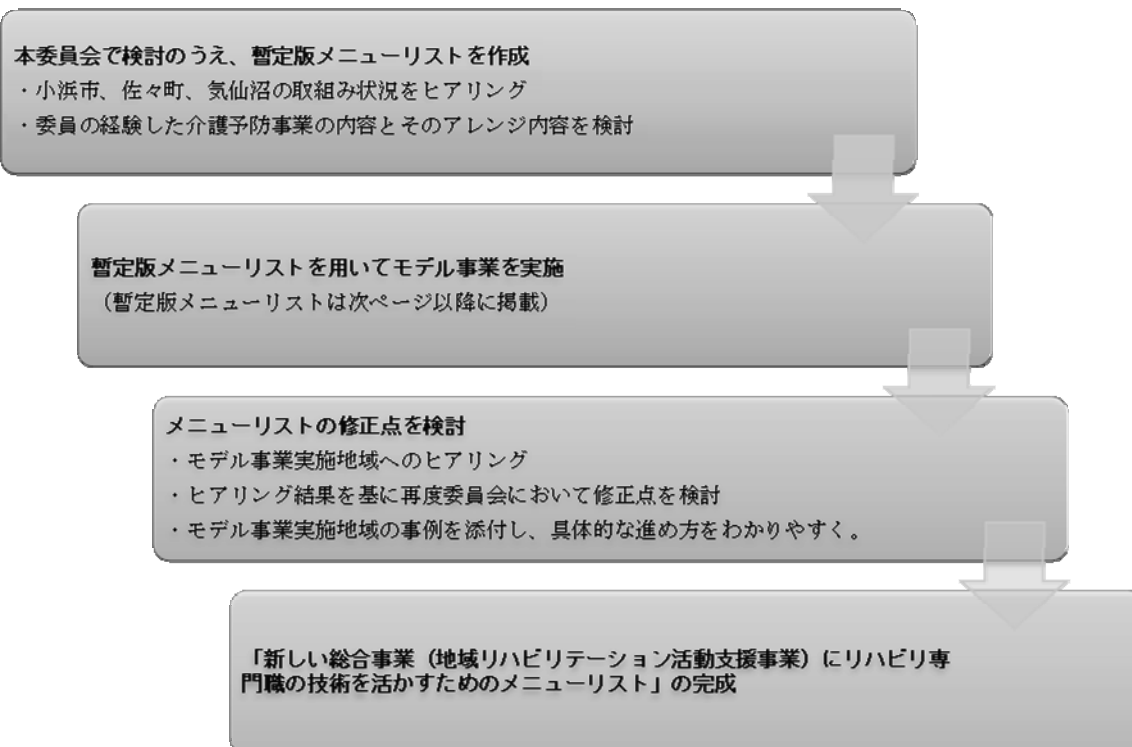 本委員会で検討のうえ、暫定版メニューリストを作成
・小浜市、佐々町、気仙沼の取組み状況をヒアリング
・委員の経験した介護予防事業の内容とそのアレンジ内容を検討
暫定版メニューリストを用いてモデル事業を実施
（暫定版メニューリストは次ページ以降に掲載）
メニューリストの修正点を検討
・モデル事業実施地域へのヒアリング
・ヒアリング結果を基に再度委員会において修正点を検討
・モデル事業実施地域の事例を添付し、具体的な進め方をわかりやすく。
「新しい総合事業（地域リハビリテーション活動支援事業）にリハビリ専
門職の技術を活かすためのメニューリスト」の完成